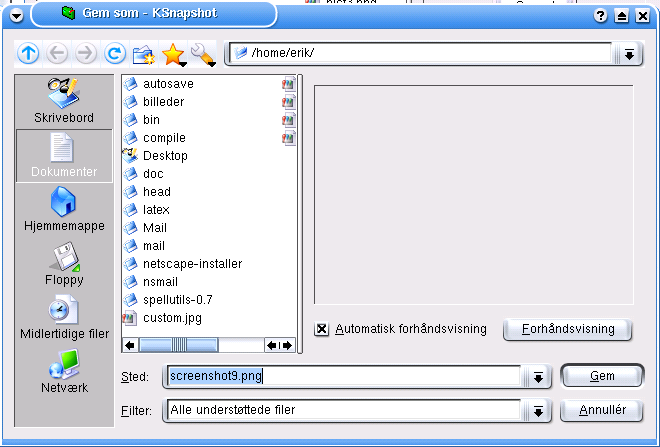 Gem som - KSnapshot
/home/erik/
Skrivebord
Dokumenter
Hjemmemappe
Floppy
Midlertidige filer
Netværk
autosave
billeder
bin
compile
Desktop
doc
head
latex
Mail
mail
netscape-installer
nsmail
spellutils-0.7
custom.jpg
Automatisk forhåndsvisning
Forhåndsvisning
Sted:
screenshot9.png
Gem
Filter:
Alle understøttede filer
Annullér